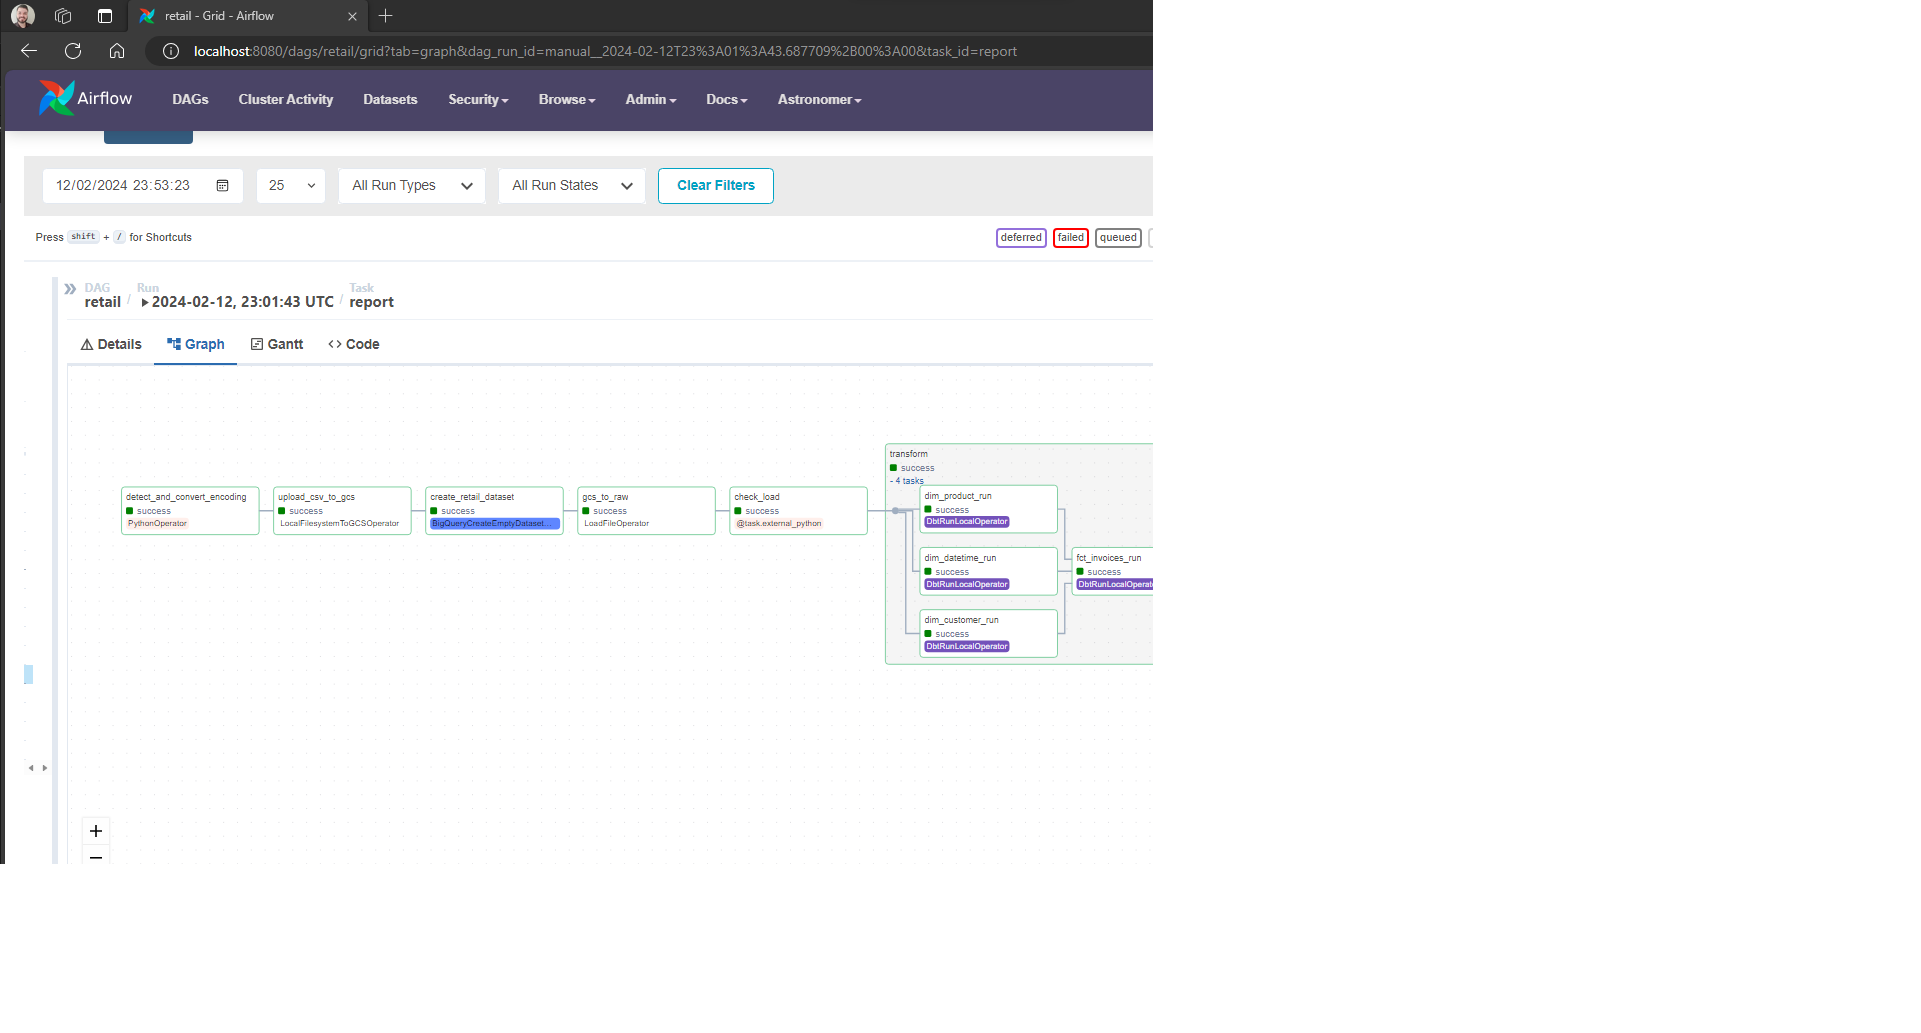 retail - Grid - Airflow
localhost:8080/dags/retail/grid?tab=graph&dag_run_id=manual__2024-02-12T23%3A01%3A43.687709%2B00%3A00&task_id=report
Airflow
DAGs
Cluster Activity
Datasets
Security
Browse
Admin
Docs
Astronomer
12/02/2024 23:53:23
25
All Run Types
All Run States
Clear Filters
Press shift + / for Shortcuts
deferred
failed
queued
DAG
retail
/
Run
2024-02-12, 23:01:43 UTC
/
Task
report
Details
Graph
Gantt
Code
detect_and_convert_encoding
success
PythonOperator
upload_csv_to_gcs
success
LocalFilesystemToGCSOperator
create_retail_dataset
success
BigQueryCreateEmptyDataset...
gcs_to_raw
success
LoadFileOperator
check_load
success
@task.external_python
transform
success
- 4 tasks
dim_product_run
success
DbtRunLocalOperator
dim_datetime_run
success
DbtRunLocalOperator
dim_customer_run
success
DbtRunLocalOperator
fct_invoices_run
success